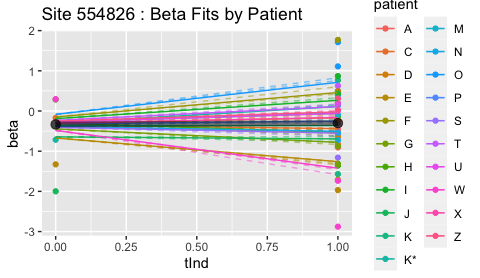 Site 554826 : Beta Fits by Patient
patient
2
1
0
-1
-2
-3
beta
0.00 0.25 0.50 0.75 1.00
tInd
A M
C N
D O
E P
F S
G T
H U
I W
J X
K Z
K*